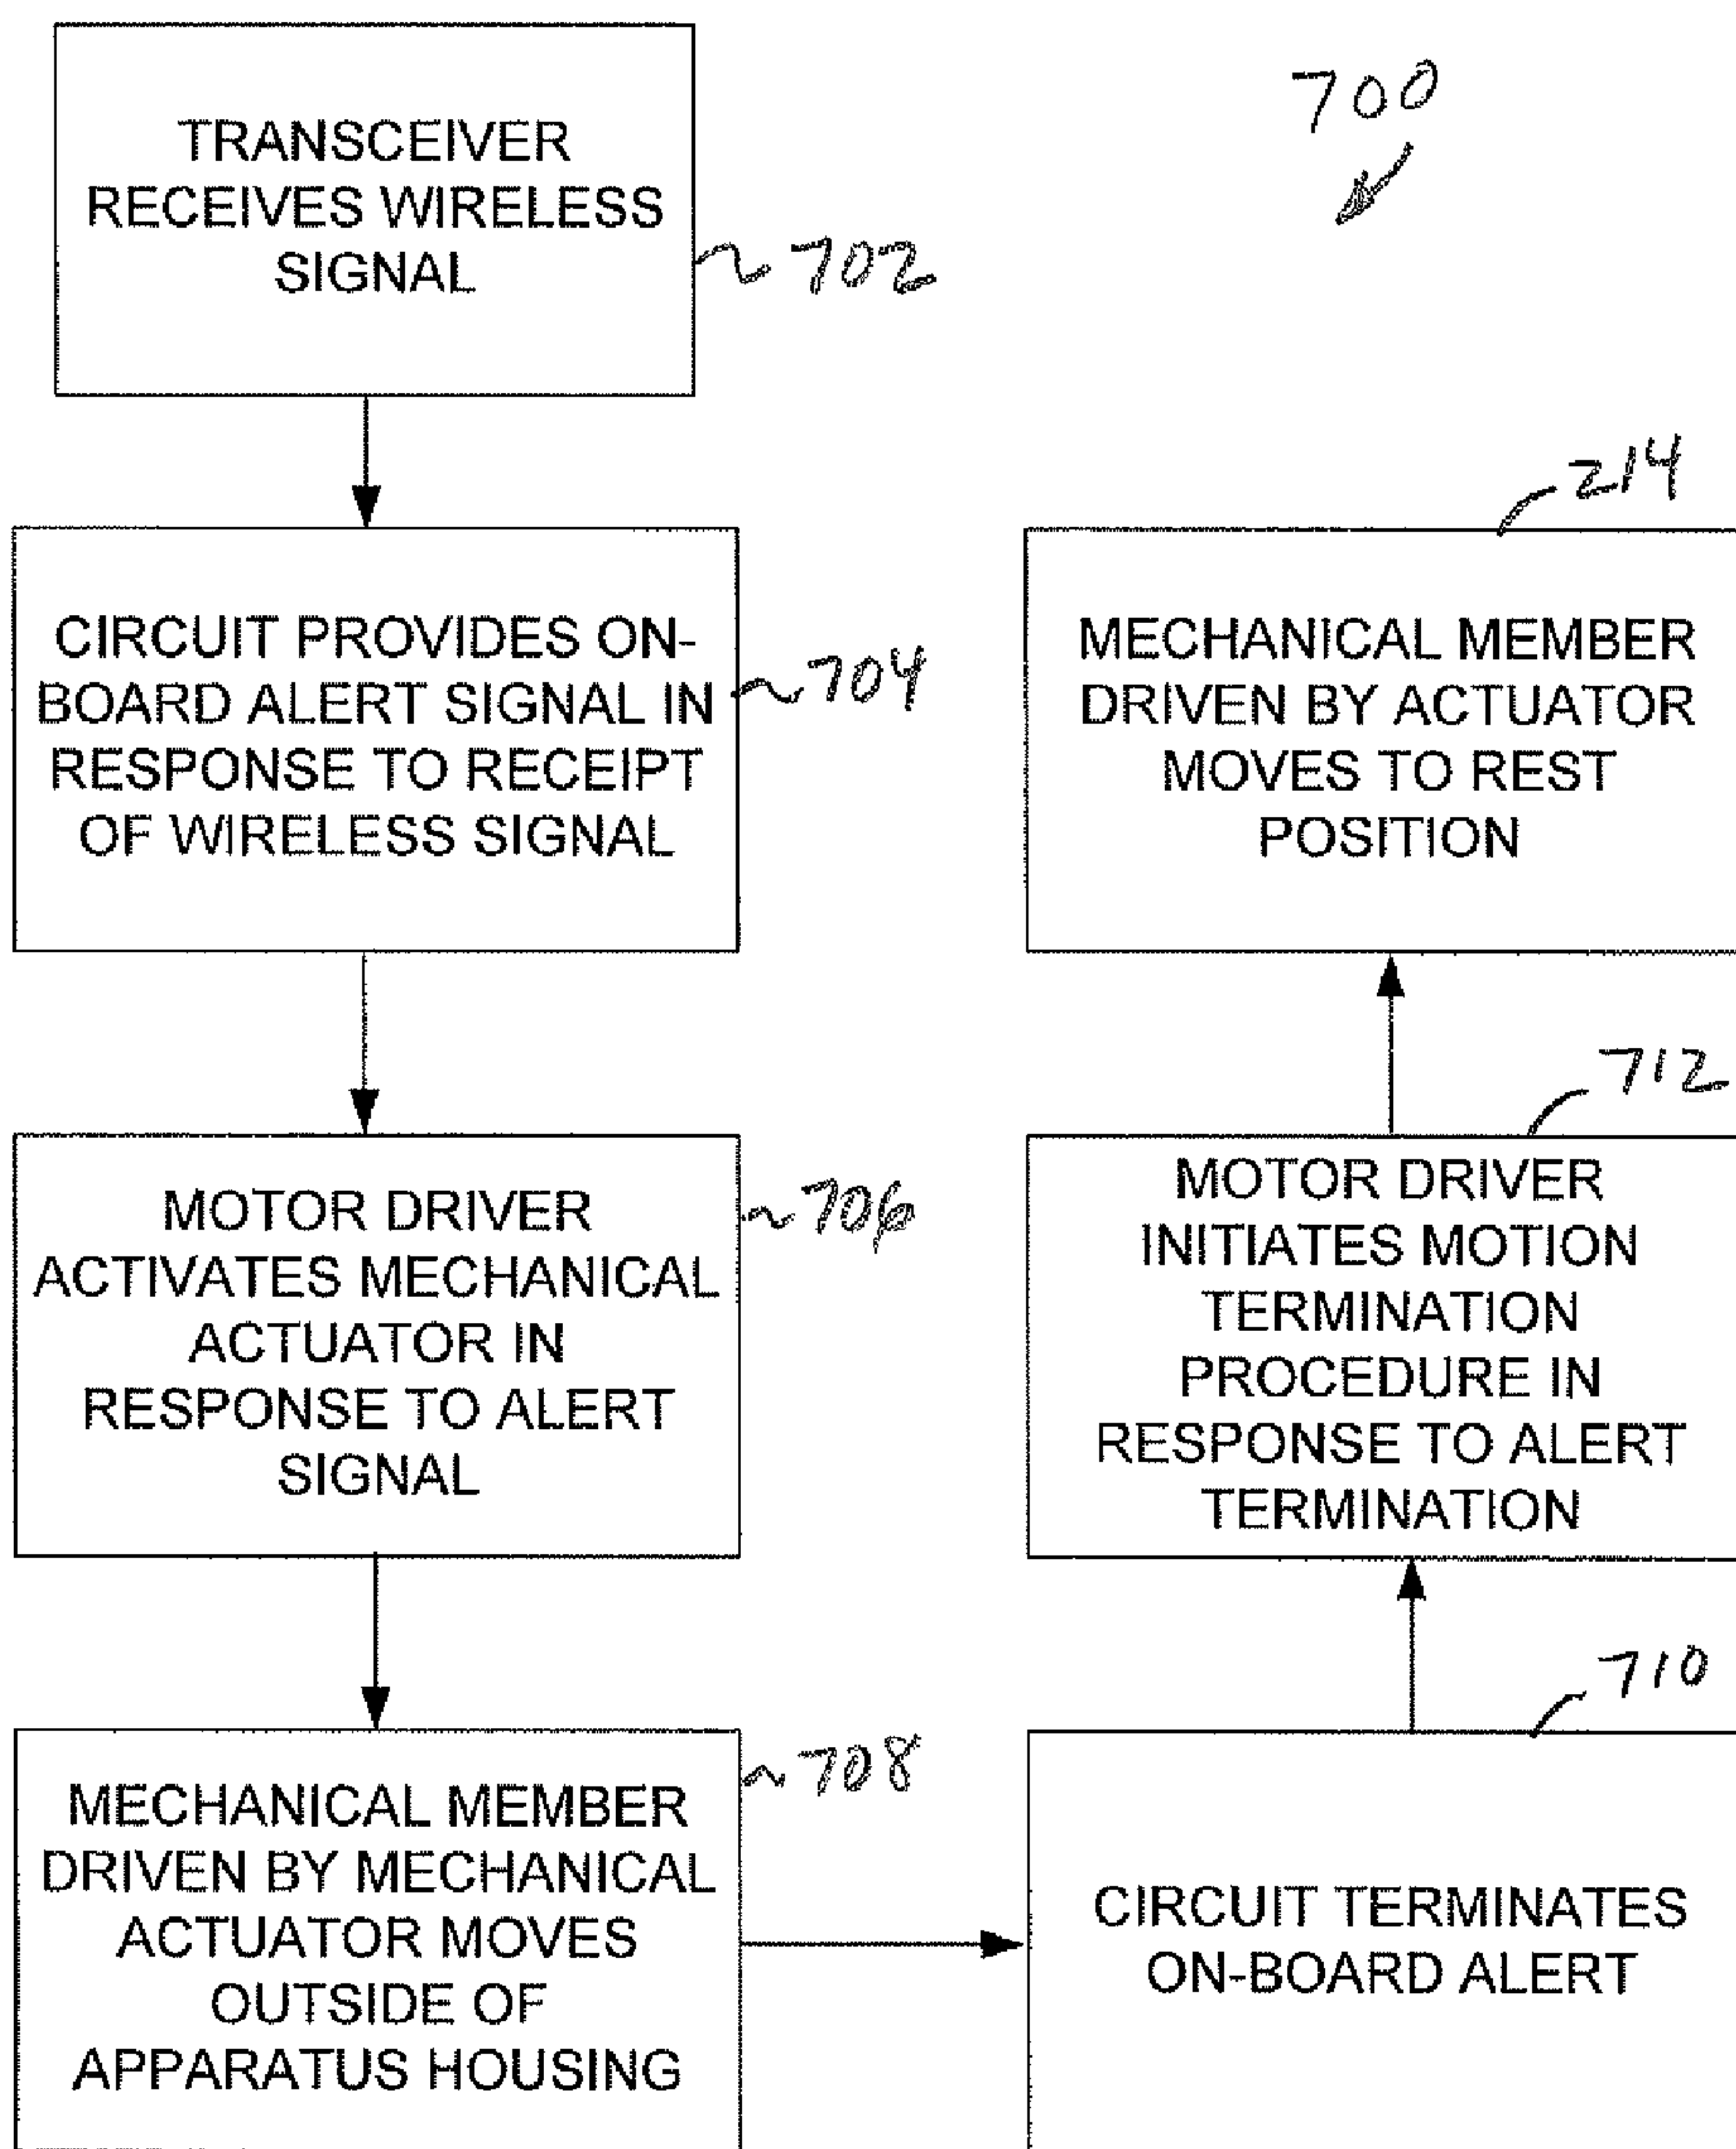 700
TRANSCEIVER
RECEIVES WIRELESS
SIGNAL
702
CIRCUIT PROVIDES ON-
BOARD ALERT SIGNAL IN
RESPONSE TO RECEIPT
OF WIRELESS SIGNAL
704
MOTOR DRIVER
ACTIVATES MECHANICAL
ACTUATOR IN
RESPONSE TO ALERT
SIGNAL
706
MECHANICAL MEMBER
DRIVEN BY MECHANICAL
ACTUATOR MOVES
OUTSIDE OF
APPARATUS HOUSING
708
710
CIRCUIT TERMINATES
ON-BOARD ALERT
712
MOTOR DRIVER
INITIATES MOTION
TERMINATION
PROCEDURE IN
RESPONSE TO ALERT
TERMINATION
214
MECHANICAL MEMBER
DRIVEN BY ACTUATOR
MOVES TO REST
POSITION